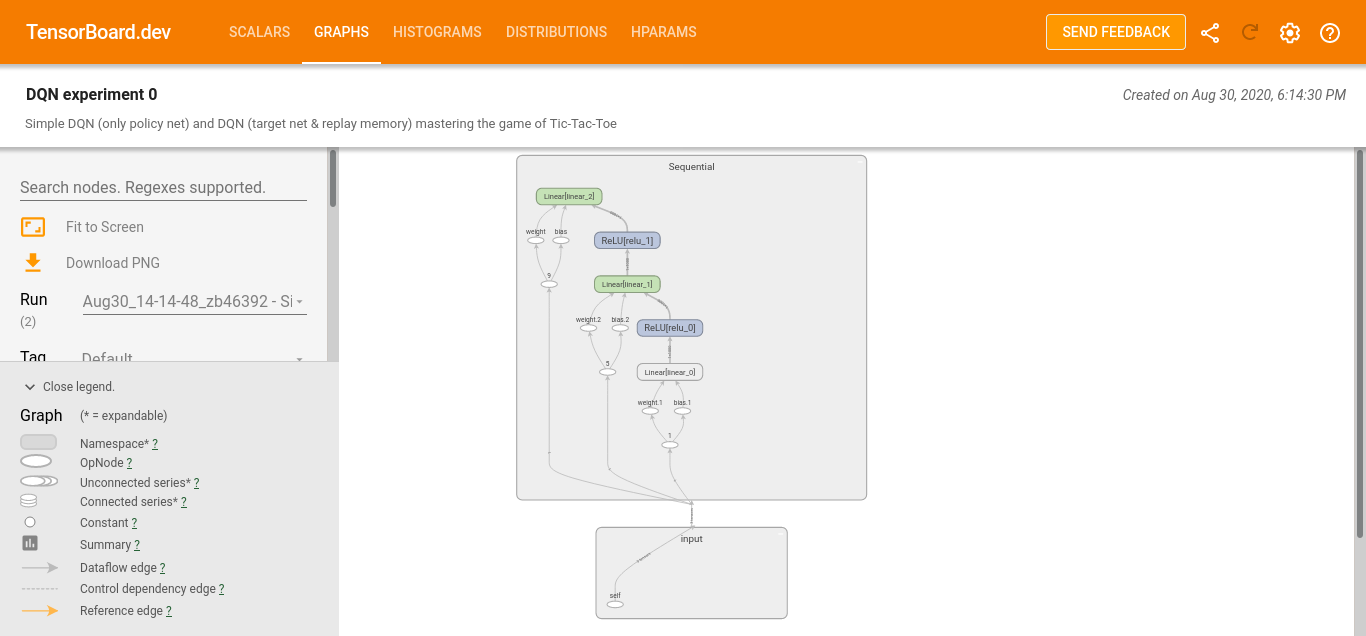 TensorBoard.dev
SCALARS
GRAPHS
HISTOGRAMS
DISTRIBUTIONS
HPARAMS
SEND FEEDBACK
DQN experiment 0
Created on Aug 30, 2020, 6:14:30 PM
Simple DQN (only policy net) and DQN (target net & replay memory) mastering the game of Tic-Tac-Toe
Search nodes. Regexes supported.
Fit to Screen
Download PNG
Run
(2)
Aug30_14-14-48_zb46392 - Si
Tag
Default
Close legend.
Graph (* = expandable)
Namespace* ?
OpNode ?
Unconnected series* ?
Connected series* ?
Constant ?
Summary ?
Dataflow edge ?
Control dependency edge ?
Reference edge ?
Sequential
Linear[linear_2]
weight
bias
ReLU[relu_1]
9
Linear[linear_1]
weight.2
bias.2
ReLU[relu_0]
5
Linear[linear_0]
weight.1
bias.1
1
input
self